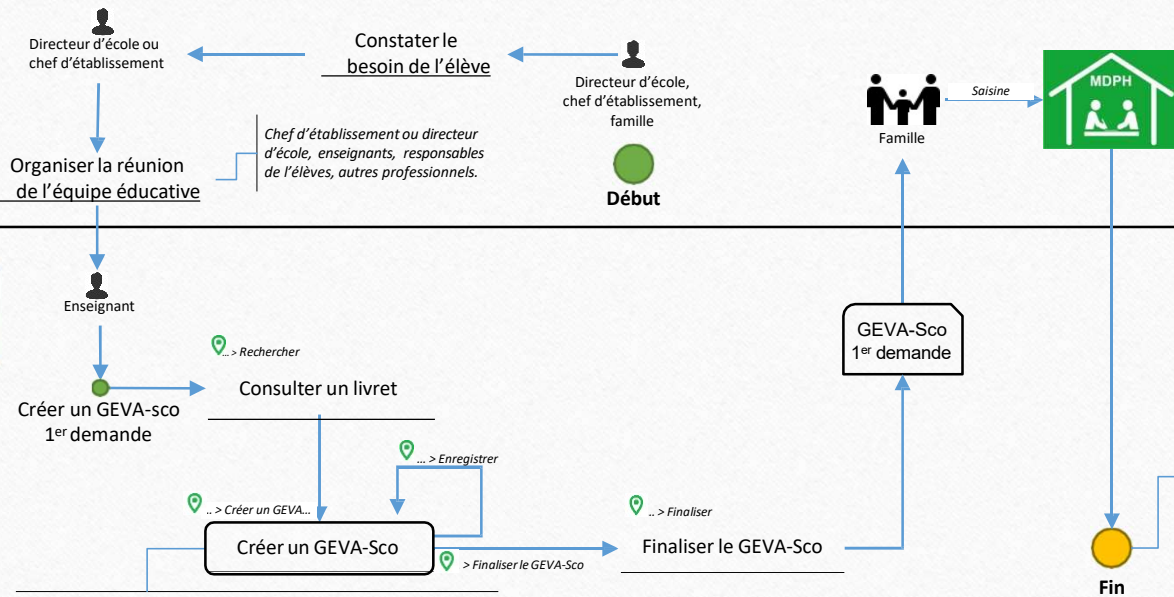 Directeur d'école ou
chef d'établissement
Constater le
besoin de l'élève
Directeur d'école,
chef d'établissement,
famille
Début
Famille
Saisine
MDPH
Organiser la réunion
de l'équipe éducative
Chef d'établissement ou directeur
d'école, enseignants, responsables
de l'élèves, autres professionnels.
Enseignant
Créer un GEVA-sco
1er demande
... > Rechercher
Consulter un livret
... > Enregistrer
.. > Créer un GEVA...
Créer un GEVA-Sco
> Finaliser le GEVA-Sco
.. > Finaliser
Finaliser le GEVA-Sco
GEVA-Sco
1er demande
Fin